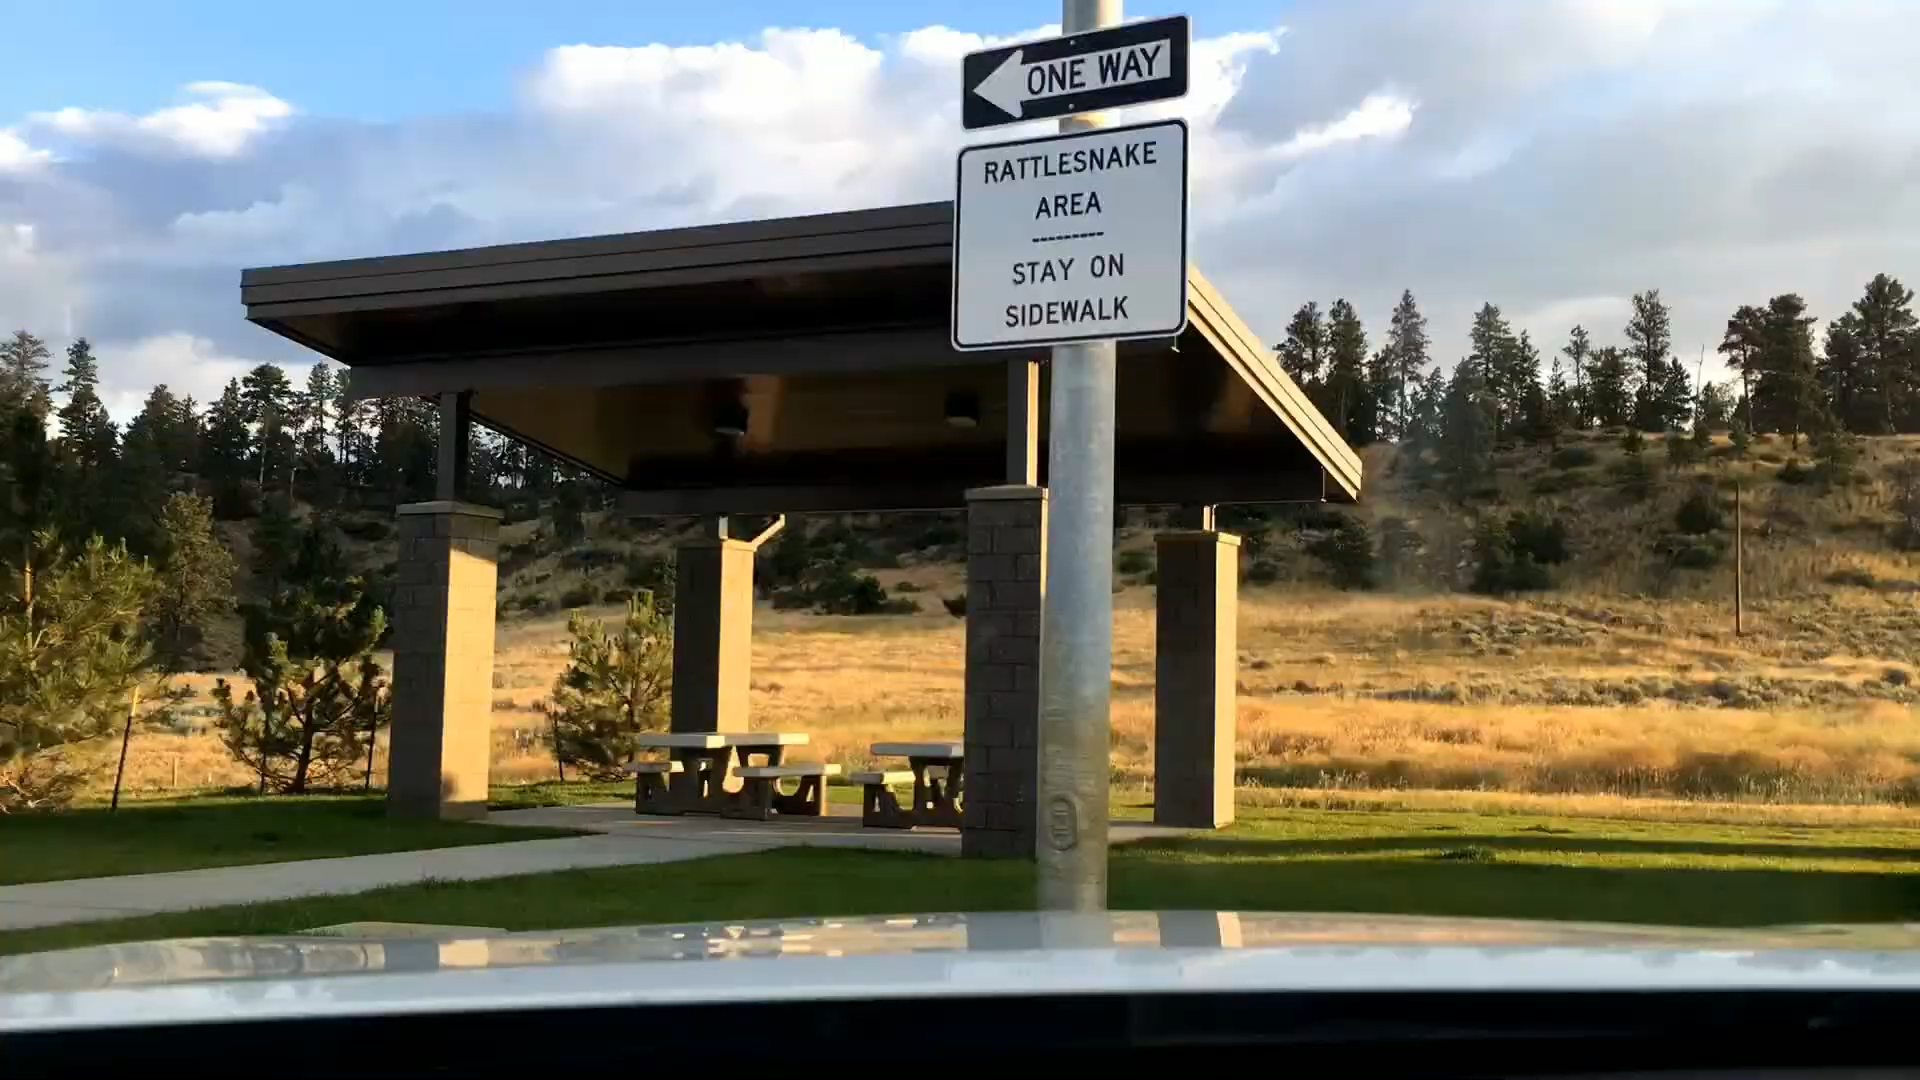 ONE WAY
RATTLESNAKE
AREA
---------
STAY ON
SIDEWALK